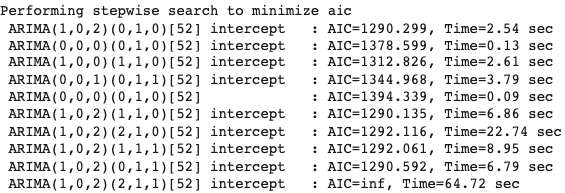 Performing stepwise search to minimize aic
ARIMA(1,0,2)(0,1,0)[52] intercept   : AIC=1290.299, Time=2.54 sec
ARIMA(0,0,0)(0,1,0)[52] intercept   : AIC=1378.599, Time=0.13 sec
ARIMA(1,0,0)(1,1,0)[52] intercept   : AIC=1312.826, Time=2.61 sec
ARIMA(0,0,1)(0,1,1)[52] intercept   : AIC=1344.968, Time=3.79 sec
ARIMA(0,0,0)(0,1,0)[52]             : AIC=1394.339, Time=0.09 sec
ARIMA(1,0,2)(1,1,0)[52] intercept   : AIC=1290.135, Time=6.86 sec
ARIMA(1,0,2)(2,1,0)[52] intercept   : AIC=1292.116, Time=22.74 sec
ARIMA(1,0,2)(1,1,1)[52] intercept   : AIC=1292.061, Time=8.95 sec
ARIMA(1,0,2)(0,1,1)[52] intercept   : AIC=1290.592, Time=6.79 sec
ARIMA(1,0,2)(2,1,1)[52] intercept   : AIC=inf, Time=64.72 sec